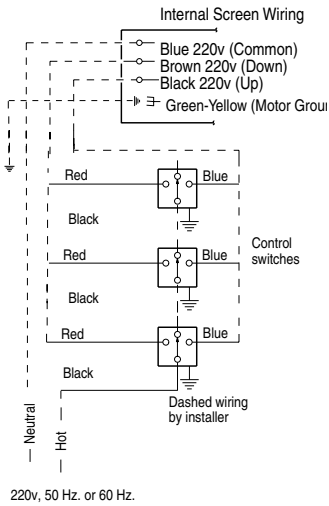 Internal Screen Wiring
Blue 220v (Common)
Brown 220v (Down)
Black 220v (Up)
Green-Yellow (Motor Groun
Red
Blue
Black
Red
Blue
Control
switches
Black
Red
Blue
Black
Dashed wiring
by installer
Neutral
Hot
220v, 50 Hz. or 60 Hz.